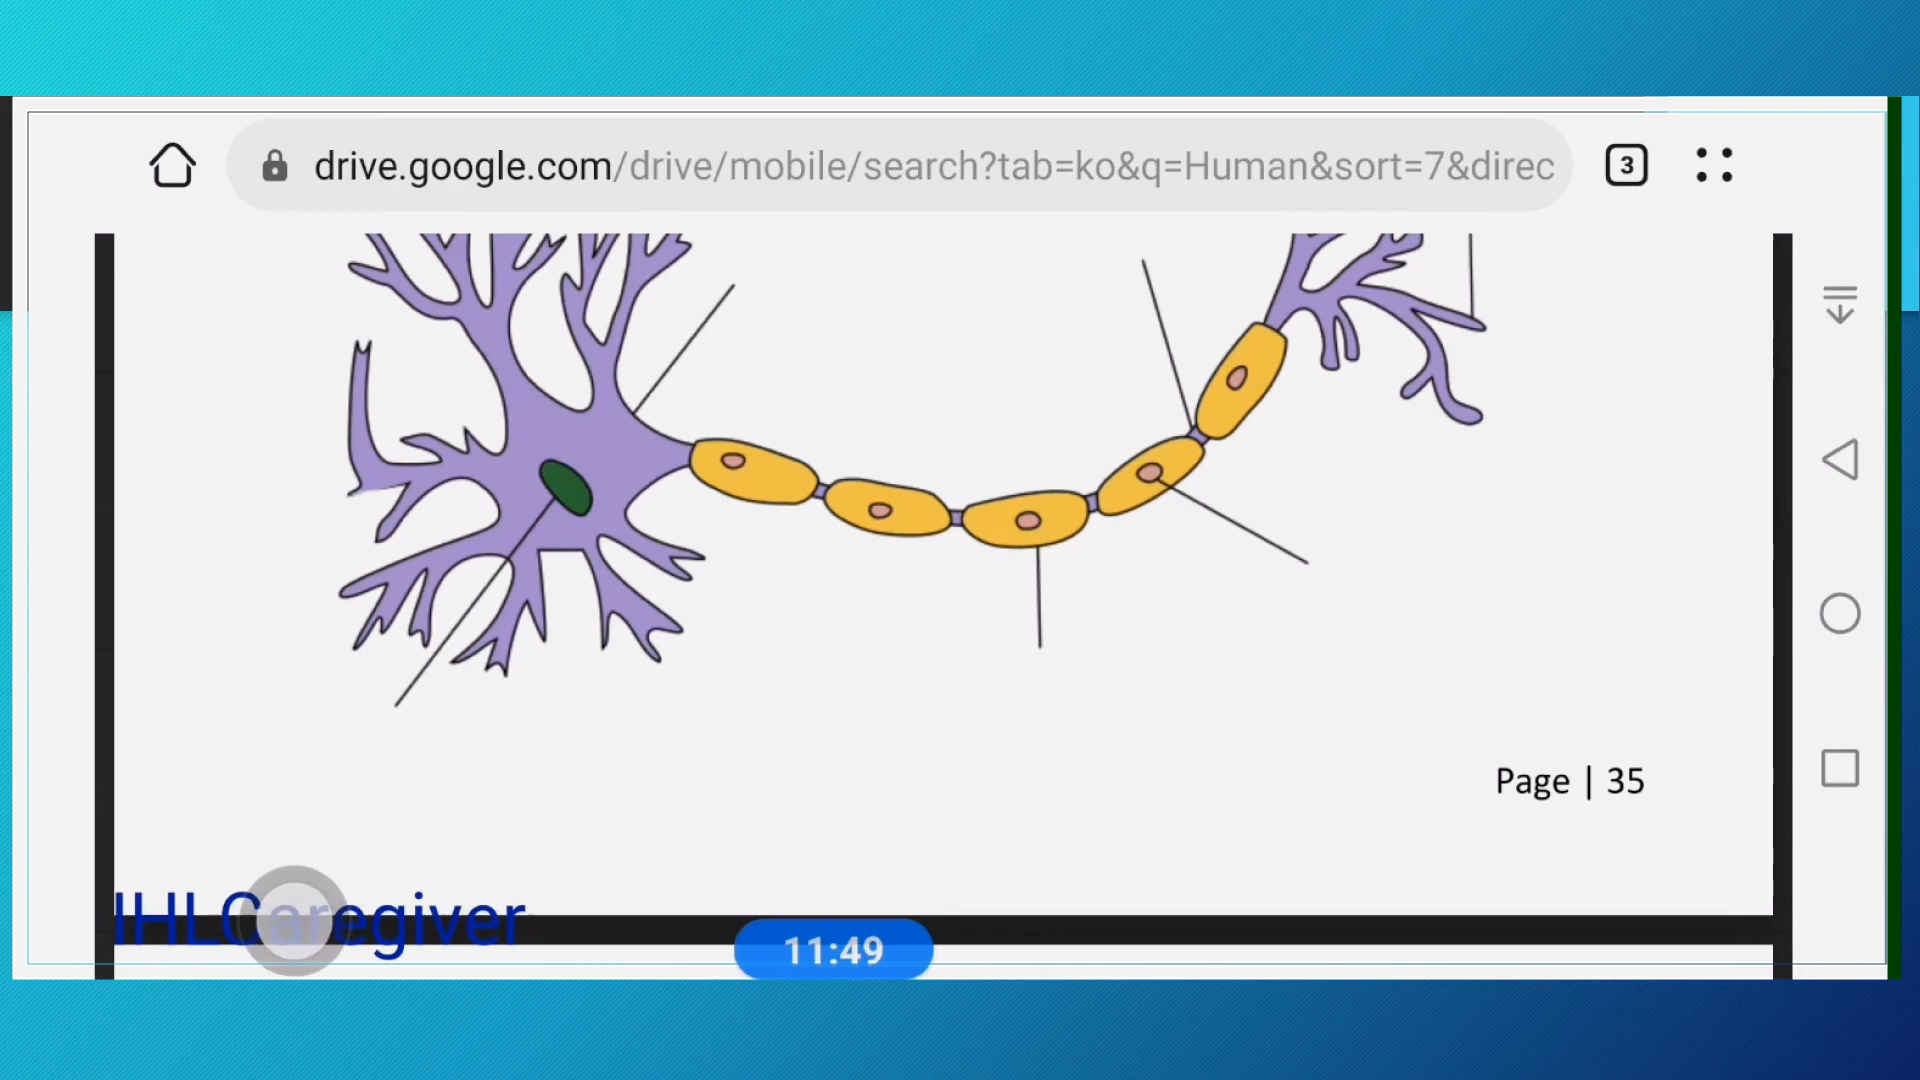 drive.google.com/drive/mobile/search?tab=ko&q=Human&sort=7&direc
3
Page | 35
IHLCaregiver
11:49